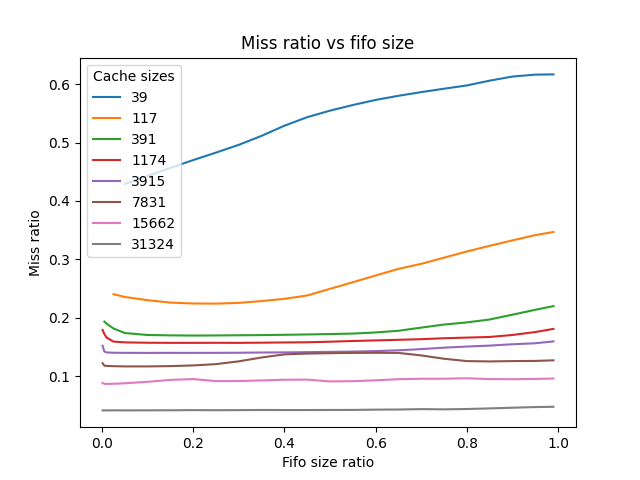 Miss ratio vs fifo size
Cache sizes
39
117
391
1174
3915
7831
15662
31324
Miss ratio
0.6
0.5
0.4
0.3
0.2
0.1
0.0 0.2 0.4 0.6 0.8 1.0
Fifo size ratio